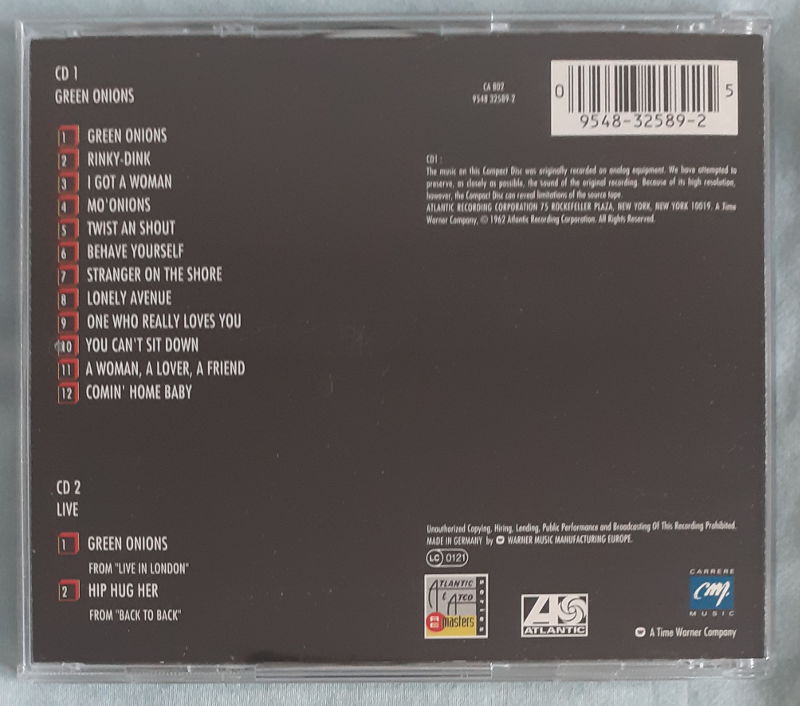 CD 1
GREEN ONIONS
1 GREEN ONIONS
2 RINKY-DINK
3 I GOT A WOMAN
4 MO'ONIONS
5 TWIST AN SHOUT
6 BEHAVE YOURSELF
7 STRANGER ON THE SHORE
8 LONELY AVENUE
9 ONE WHO REALLY LOVES YOU
10 YOU CAN'T SIT DOWN
11 A WOMAN, A LOVER, A FRIEND
12 COMIN' HOME BABY
CD 2
LIVE
1 GREEN ONIONS
FROM "LIVE IN LONDON"
2 HIP HUG HER
FROM "BACK TO BACK"
CA 802
9548 32589 2
0 5
9548-32589-2
CD1 :
The music on this Compact Disc was originally recorded on analog equipment. We have attempted to
preserve, as closely as possible, the sound of the original recording. Because of its high resolution,
however, the Compact Disc can reveal limitations of the source tape.
ATLANTIC RECORDING CORPORATION 75 ROCKEFELLER PLAZA, NEW YORK, NEW YORK 10019. A Time
Warner Company, © 1962 Atlantic Recording Corporation. All Rights Reserved.
Unauthorized Copying, Hiring, Lending, Public Performance and Broadcasting Of This Recording Prohibited.
MADE IN GERMANY by WARNER MUSIC MANUFACTURING EUROPE.
LC 0121
ATLANTIC
& ATCO
RE masters
SERIES
ATLANTIC
CARRERE
CM
MUSIC
A Time Warner Company